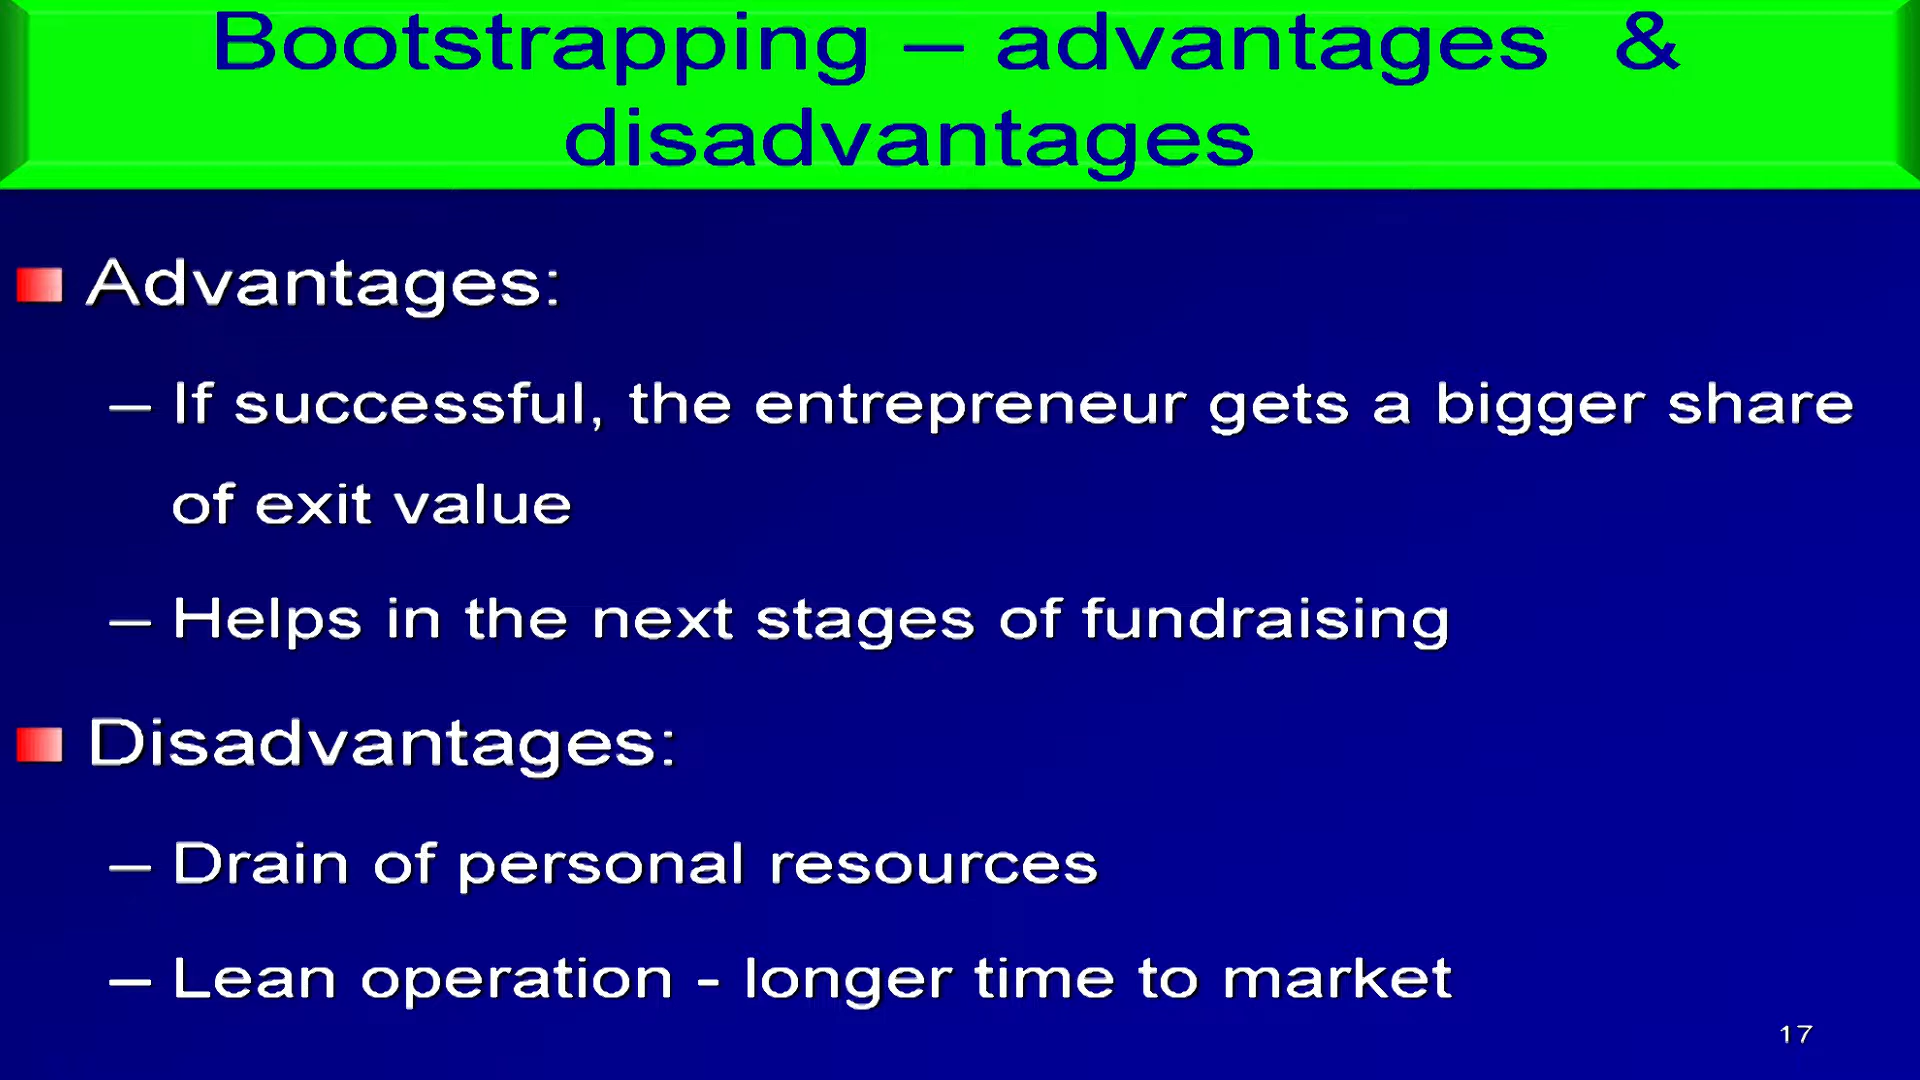 Bootstrapping – advantages & 
disadvantages
Advantages:
– If successful, the entrepreneur gets a bigger share
of exit value
– Helps in the next stages of fundraising
Disadvantages:
– Drain of personal resources
– Lean operation - longer time to market
17